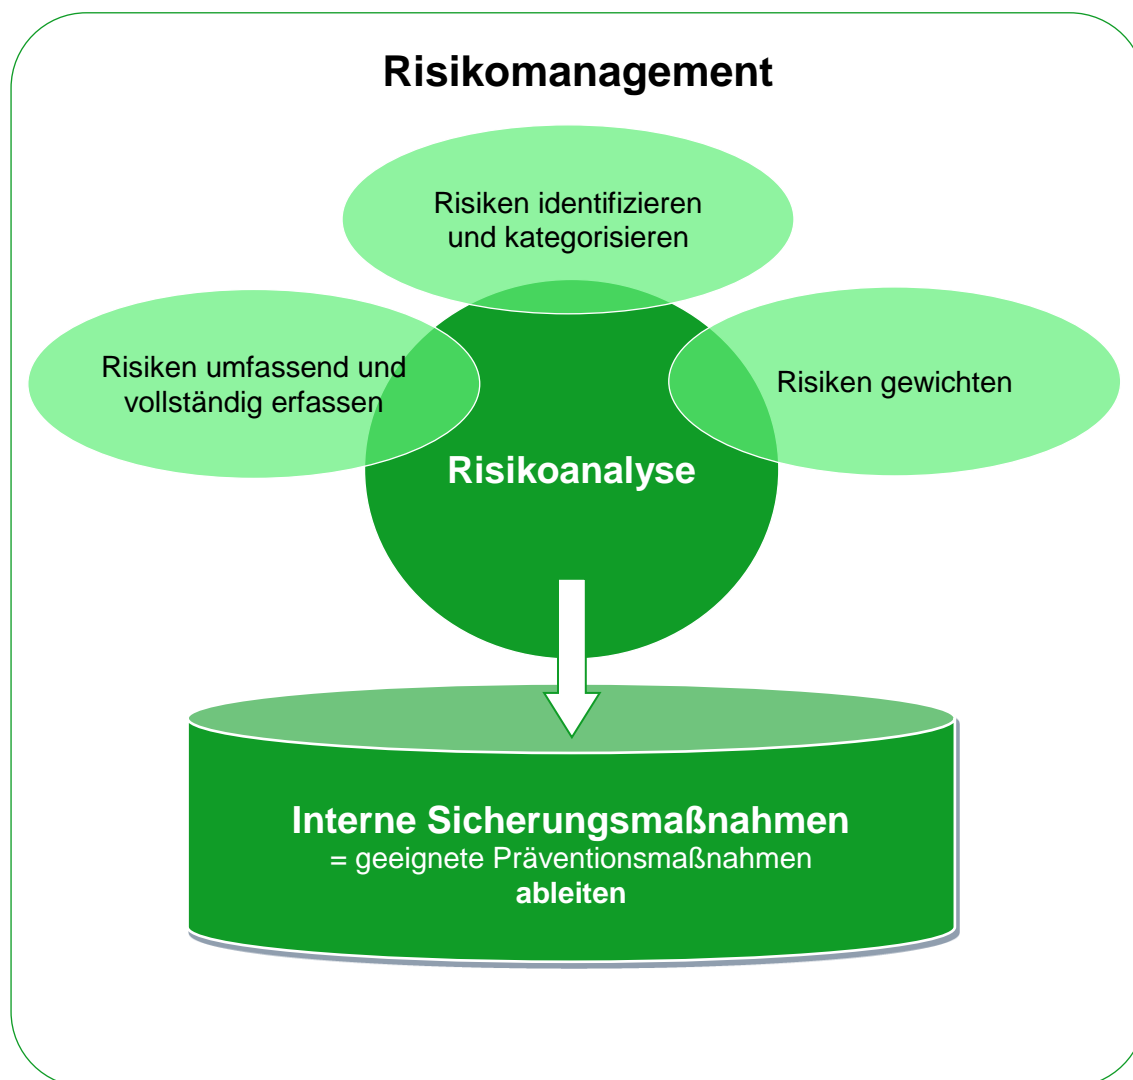 Risikomanagement
Risiken identifizieren
und kategorisieren
Risiken umfassend und
vollständig erfassen
Risiken gewichten
Risikoanalyse
Interne Sicherungsmaßnahmen
= geeignete Präventionsmaßnahmen
ableiten